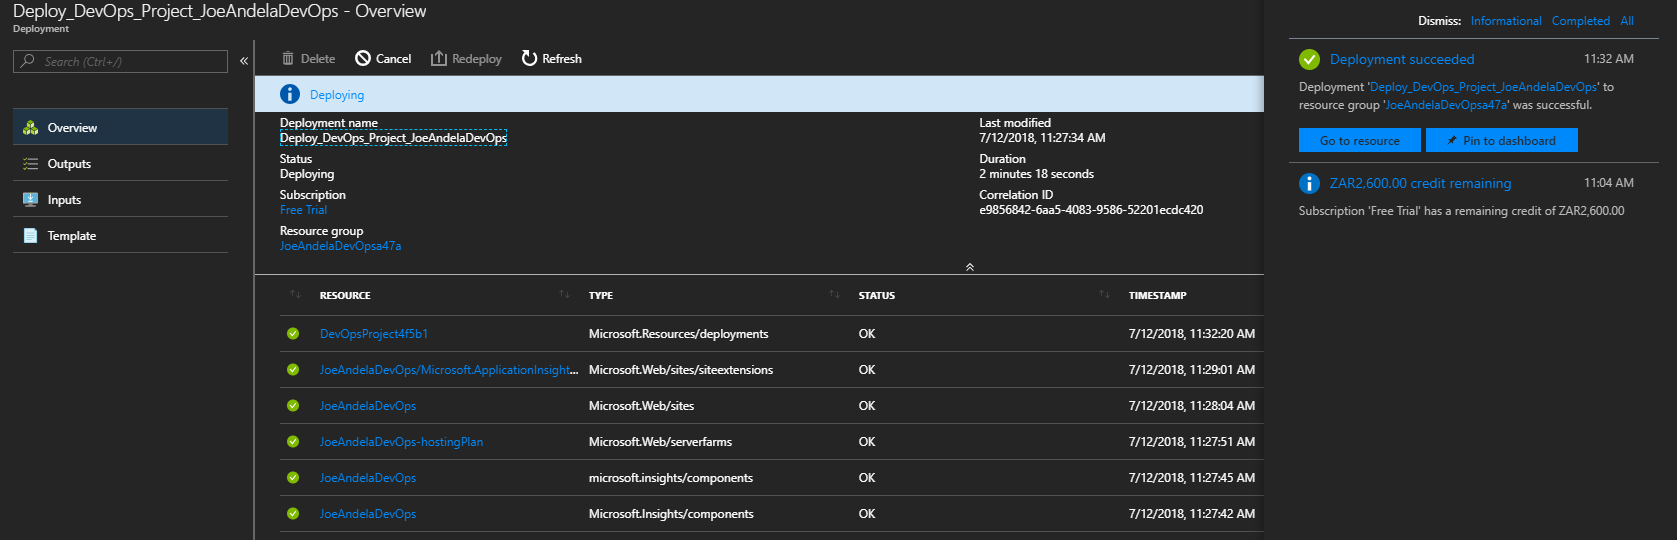 Deploy_DevOps_Project_JoeAndelaDevOps - Overview
Deployment
Search (Ctrl+/)
Overview
Outputs
Inputs
Template
Delete Cancel Redeploy Refresh
Deploying
Deployment name
Deploy_DevOps_Project_JoeAndelaDevOps
Status
Deploying
Subscription
Free Trial
Resource group
JoeAndelaDevOpsa47a
Last modified
7/12/2018, 11:27:34 AM
Duration
2 minutes 18 seconds
Correlation ID
e9856842-6aa5-4083-9586-52201ecdc420
RESOURCE TYPE STATUS TIMESTAMP
DevOpsProject4f5b1 Microsoft.Resources/deployments OK 7/12/2018, 11:32:20 AM
JoeAndelaDevOps/Microsoft.ApplicationInsight... Microsoft.Web/sites/siteextensions OK 7/12/2018, 11:29:01 AM
JoeAndelaDevOps Microsoft.Web/sites OK 7/12/2018, 11:28:04 AM
JoeAndelaDevOps-hostingPlan Microsoft.Web/serverfarms OK 7/12/2018, 11:27:51 AM
JoeAndelaDevOps microsoft.insights/components OK 7/12/2018, 11:27:45 AM
JoeAndelaDevOps Microsoft.Insights/components OK 7/12/2018, 11:27:42 AM
Dismiss: Informational Completed All
Deployment succeeded 11:32 AM
Deployment 'Deploy_DevOps_Project_JoeAndelaDevOps' to
resource group 'JoeAndelaDevOpsa47a' was successful.
Go to resource Pin to dashboard
ZAR2,600.00 credit remaining 11:04 AM
Subscription 'Free Trial' has a remaining credit of ZAR2,600.00